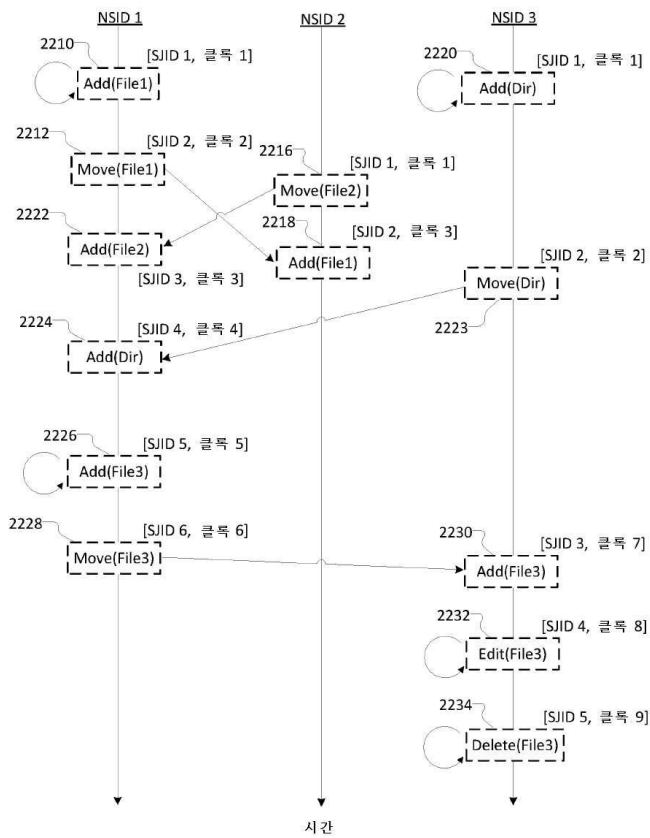 NSID 1
NSID 2
NSID 3
2210
[SJID 1, 클록 1]
Add(File1)
2220
[SJID 1, 클록 1]
Add(Dir)
2212
[SJID 2, 클록 2]
Move(File1)
2216
[SJID 1, 클록 1]
Move(File2)
2222
Add(File2)
[SJID 3, 클록 3]
2218
[SJID 2, 클록 3]
Add(File1)
[SJID 2, 클록 2]
Move(Dir)
2223
2224
[SJID 4, 클록 4]
Add(Dir)
2226
[SJID 5, 클록 5]
Add(File3)
2228
[SJID 6, 클록 6]
Move(File3)
2230
[SJID 3, 클록 7]
Add(File3)
2232
[SJID 4, 클록 8]
Edit(File3)
2234
[SJID 5, 클록 9]
Delete(File3)
시간